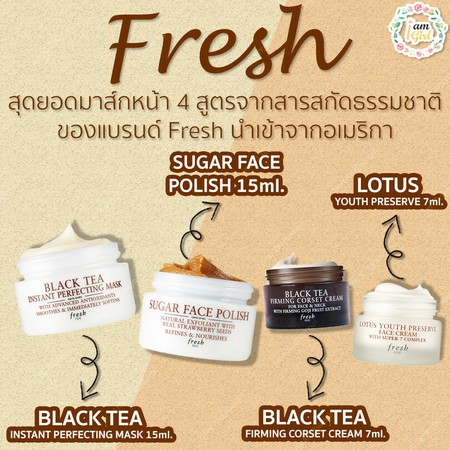 I am Girl
Fresh
สุดยอดมาส์กหน้า 4 สูตรจากสารสกัดธรรมชาติ
ของแบรนด์ Fresh นำเข้าจากอเมริกา
SUGAR FACE
POLISH 15ml.
LOTUS
YOUTH PRESERVE 7ml.
BLACK TEA
INSTANT PERFECTING MASK
WITH ADVANCED ANTIOXIDANTS
SMOOTHES & IMMEDIATELY SOFTENS
fresh
SUGAR FACE POLISH
NATURAL EXFOLIANT WITH
REAL STRAWBERRY SEEDS
REFINES & NOURISHES
fresh
BLACK TEA
FIRMING CORSET CREAM
FOR FACE & NECK
WITH FIRMING GOJI FRUIT EXTRACT
fresh
LOTUS YOUTH PRESERVE
FACE CREAM
WITH SUPER 7 COMPLEX
fresh
BLACK TEA
INSTANT PERFECTING MASK 15ml.
BLACK TEA
FIRMING CORSET CREAM 7ml.